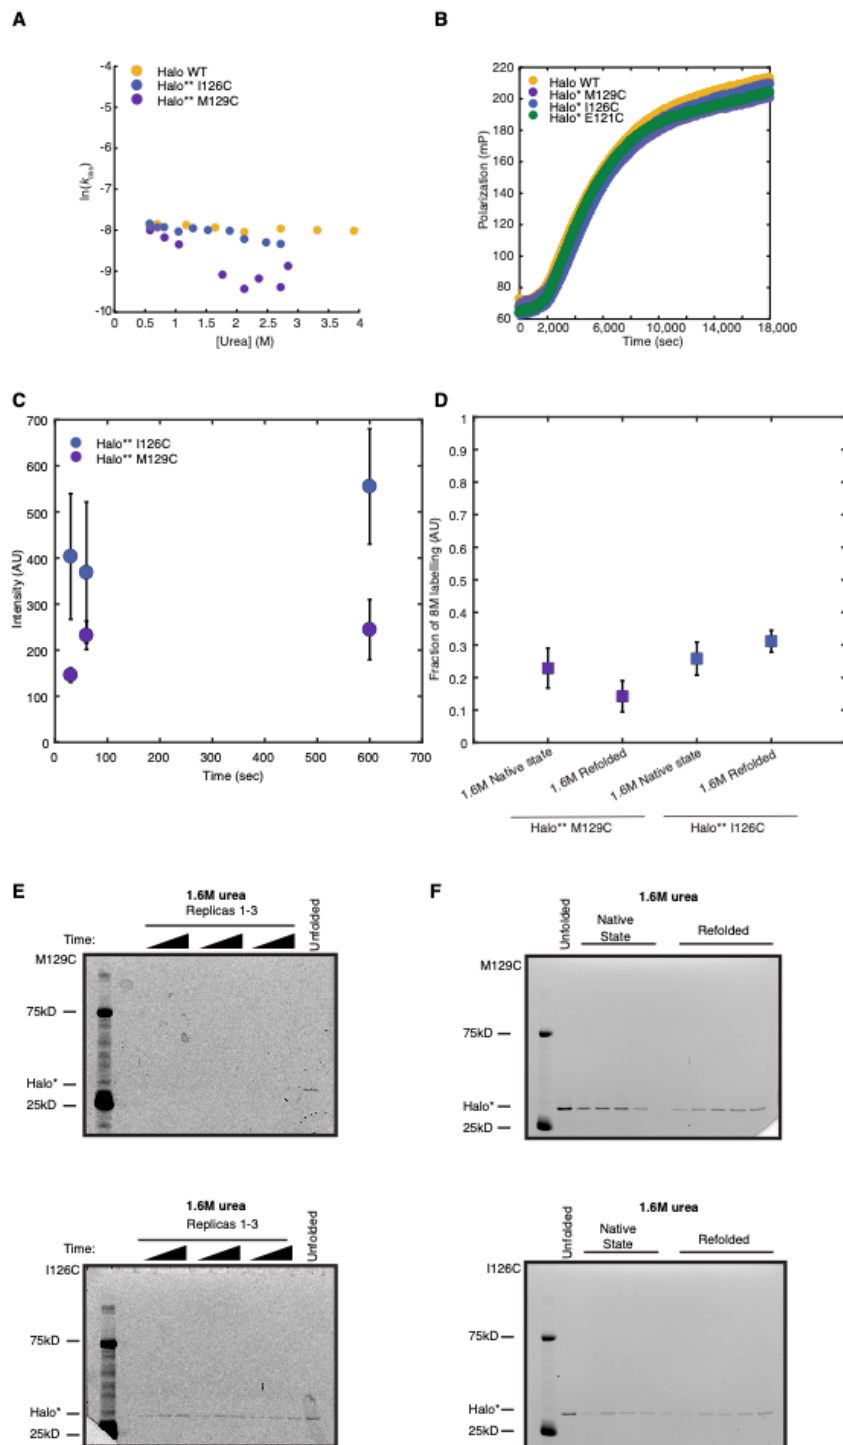 A
Halo WT
Halo** I126C
Halo** M129C
-4
-5
-6
-7
-8
-9
-10
ln(k_obs)
0 0.5 1 1.5 2 2.5 3 3.5 4
[Urea] (M)
B
Halo WT
Halo* M129C
Halo* I126C
Halo* E121C
220
200
180
160
140
120
100
80
60
Polarization (mP)
0 2,000 6,000 10,000 14,000 18,000
Time (sec)
C
Halo** I126C
Halo** M129C
700
600
500
400
300
200
100
0
Intensity (AU)
0 100 200 300 400 500 600 700
Time (sec)
D
1
0.9
0.8
0.7
0.6
0.5
0.4
0.3
0.2
0.1
0
Fraction of 8M labelling (AU)
1.6M Native state
1.6M Refolded
1.6M Native state
1.6M Refolded
Halo** M129C
Halo** I126C
E
1.6M urea
Replicas 1-3
Unfolded
Time:
M129C
75kD
Halo*
25kD
1.6M urea
Replicas 1-3
Unfolded
Time:
I126C
75kD
Halo*
25kD
F
1.6M urea
Unfolded
Native
State
Refolded
M129C
75kD
Halo*
25kD
1.6M urea
Unfolded
Native
State
Refolded
I126C
75kD
Halo*
25kD